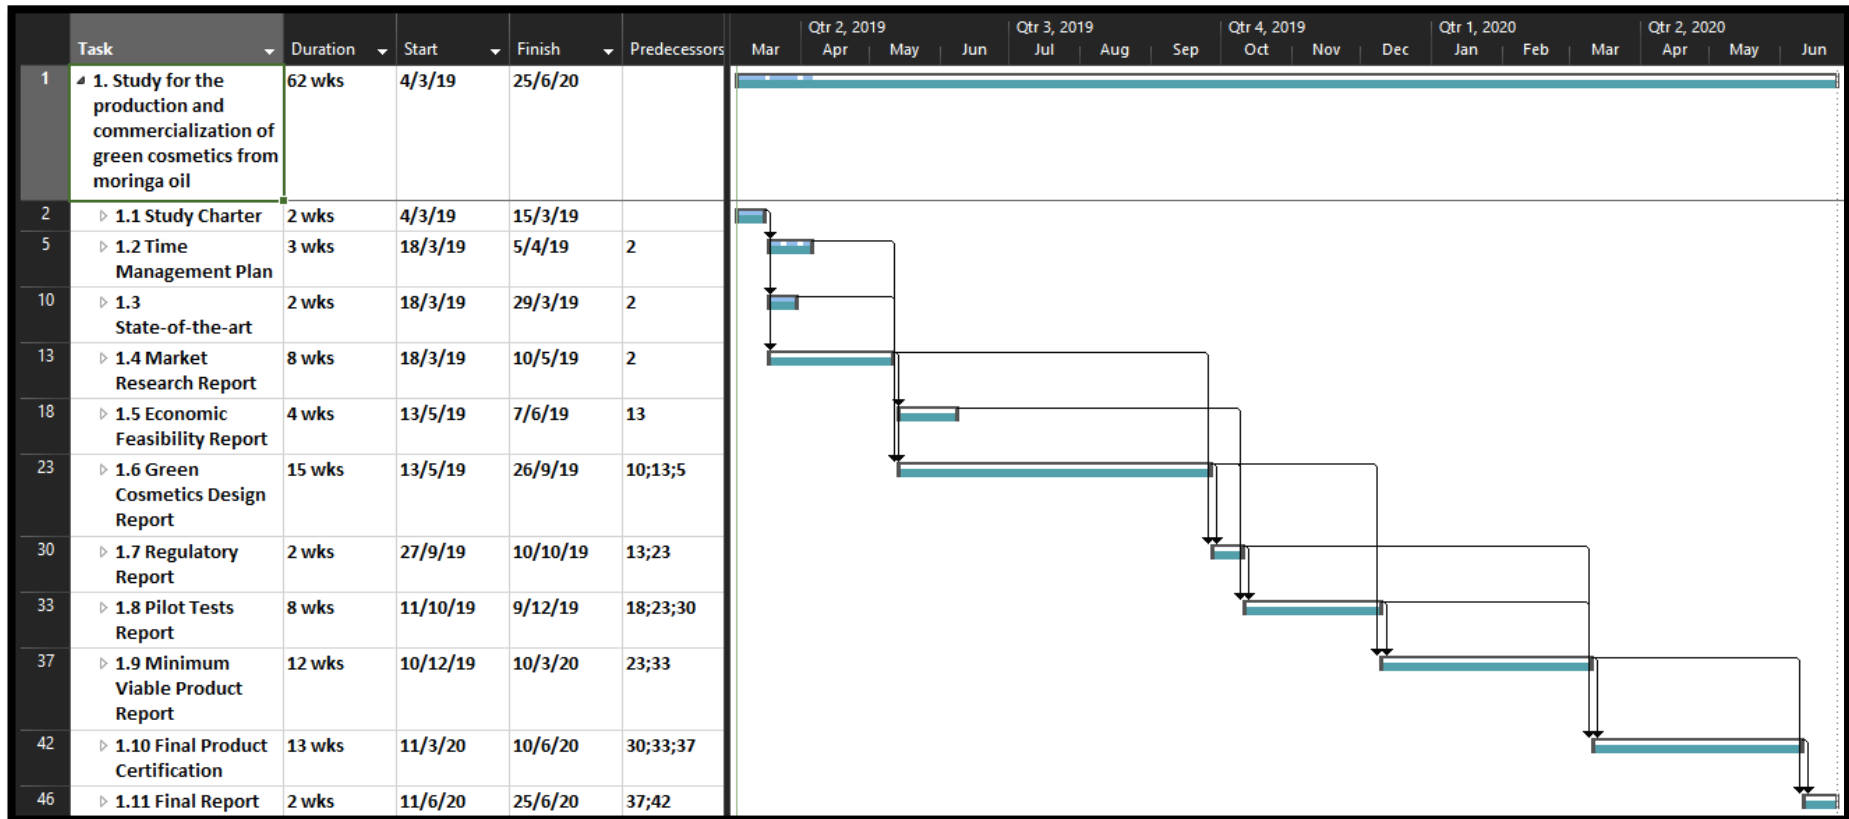 Qtr 2, 2019 Qtr 3, 2019 Qtr 4, 2019 Qtr 1, 2020 Qtr 2, 2020
Task Duration Start Finish Predecessors Mar Apr May Jun Jul Aug Sep Oct Nov Dec Jan Feb Mar Apr May Jun
1 1. Study for the 62 wks 4/3/19 25/6/20
production and
commercialization of
green cosmetics from
moringa oil
2 1.1 Study Charter 2 wks 4/3/19 15/3/19
5 1.2 Time 3 wks 18/3/19 5/4/19 2
Management Plan
10 1.3 2 wks 18/3/19 29/3/19 2
State-of-the-art
13 1.4 Market 8 wks 18/3/19 10/5/19 2
Research Report
18 1.5 Economic 4 wks 13/5/19 7/6/19 13
Feasibility Report
23 1.6 Green 15 wks 13/5/19 26/9/19 10;13;5
Cosmetics Design
Report
30 1.7 Regulatory 2 wks 27/9/19 10/10/19 13;23
Report
33 1.8 Pilot Tests 8 wks 11/10/19 9/12/19 18;23;30
Report
37 1.9 Minimum 12 wks 10/12/19 10/3/20 23;33
Viable Product
Report
42 1.10 Final Product 13 wks 11/3/20 10/6/20 30;33;37
Certification
46 1.11 Final Report 2 wks 11/6/20 25/6/20 37;42